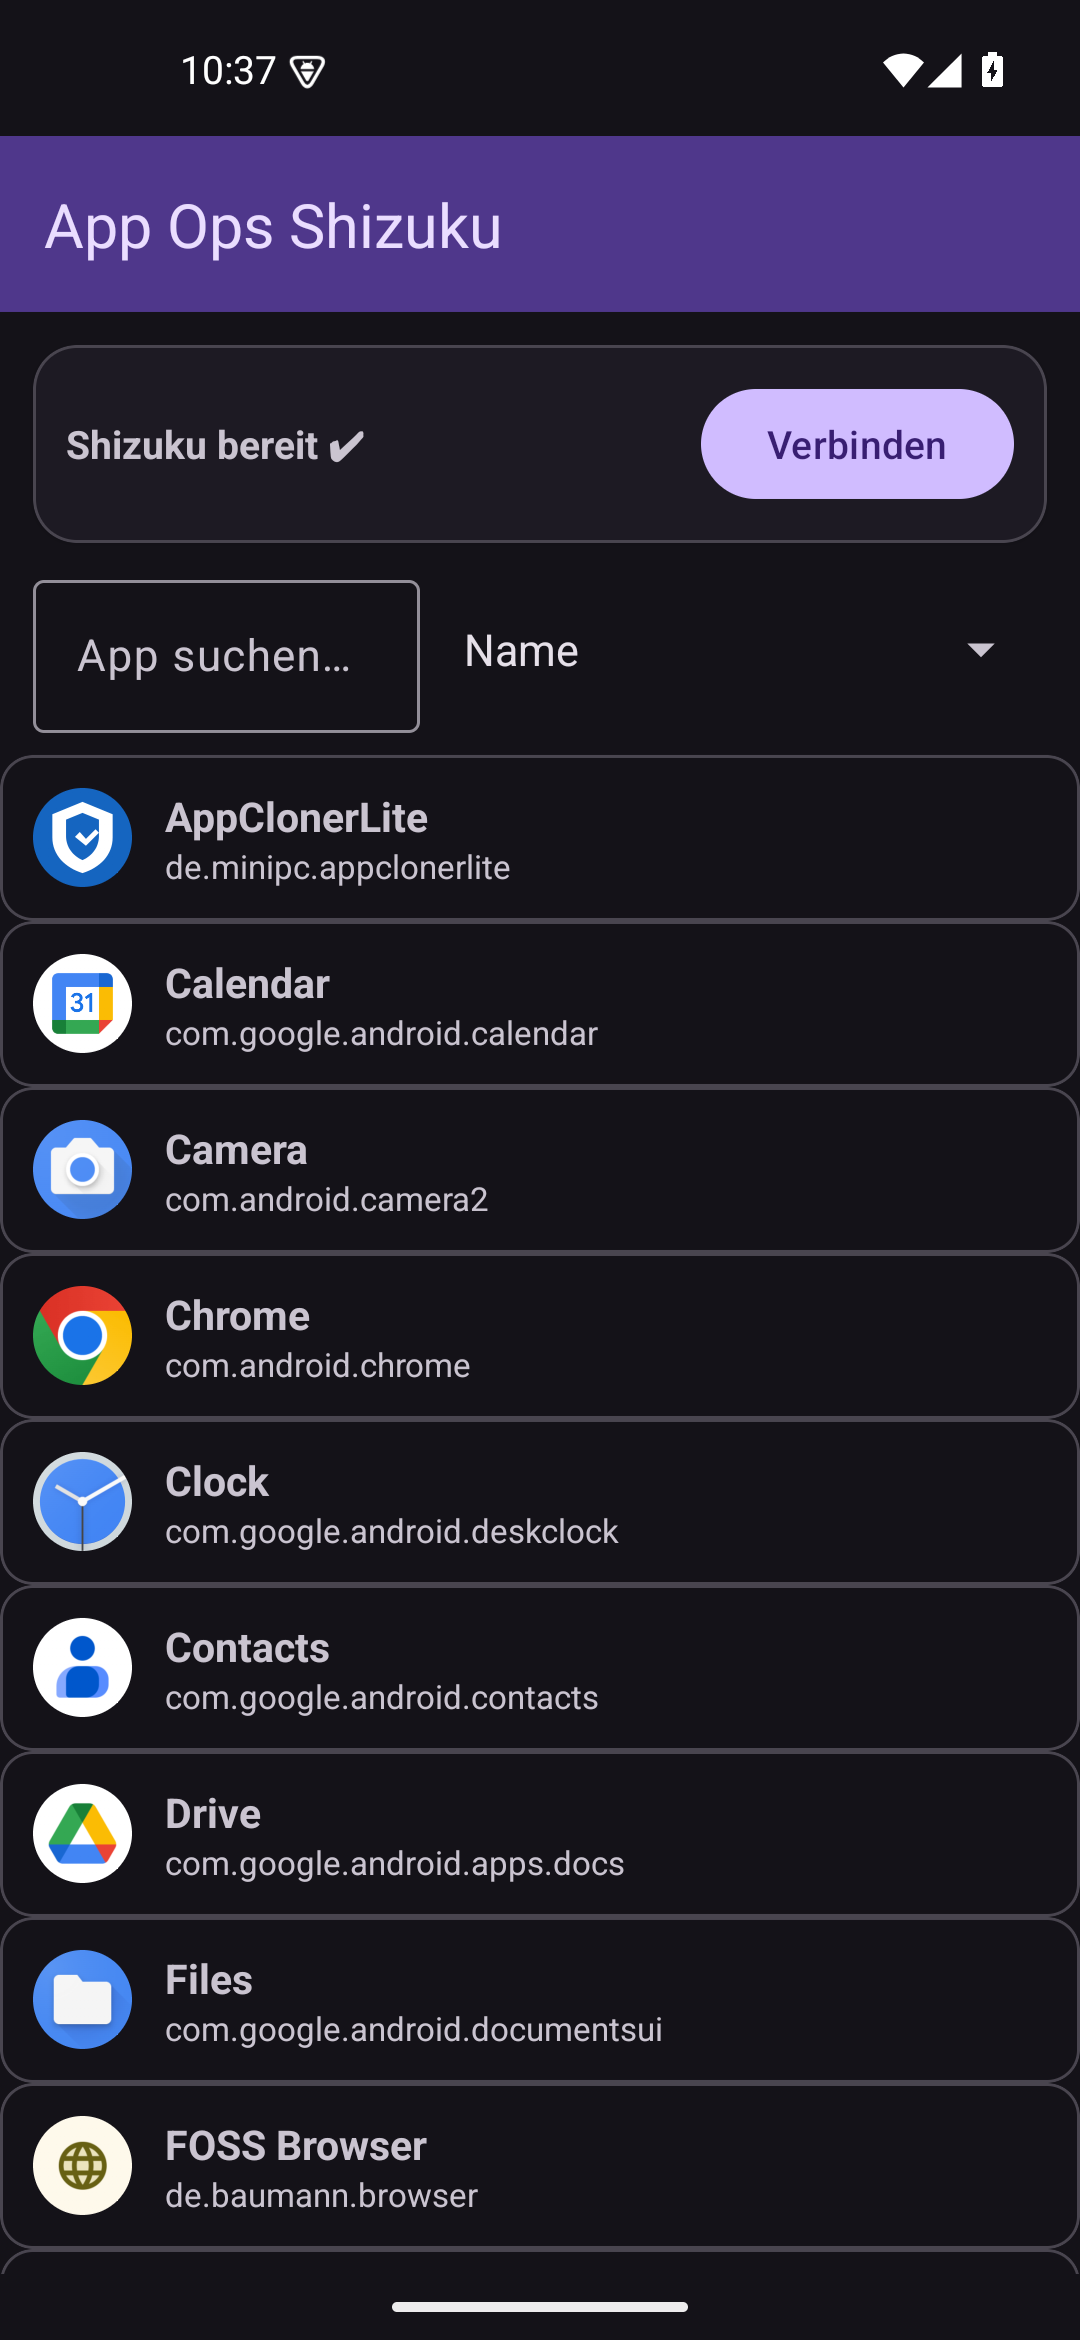 10:37
App Ops Shizuku
Shizuku bereit ✔
Verbinden
App suchen…
Name
AppClonerLite
de.minipc.appclonerlite
31
Calendar
com.google.android.calendar
Camera
com.android.camera2
Chrome
com.android.chrome
Clock
com.google.android.deskclock
Contacts
com.google.android.contacts
Drive
com.google.android.apps.docs
Files
com.google.android.documentsui
FOSS Browser
de.baumann.browser